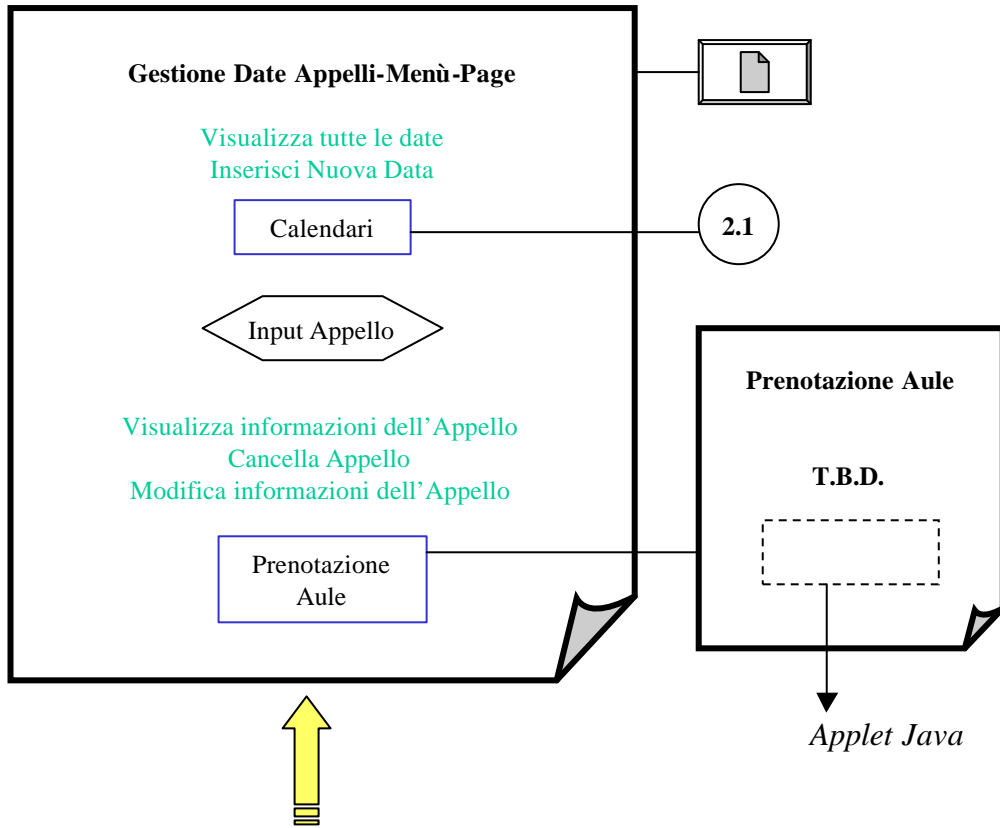 Gestione Date Appelli-Menù-Page
Visualizza tutte le date
Inserisci Nuova Data
Calendari
2.1
Input Appello
Visualizza informazioni dell'Appello
Cancella Appello
Modifica informazioni dell'Appello
Prenotazione
Aule
Prenotazione Aule
T.B.D.
Applet Java